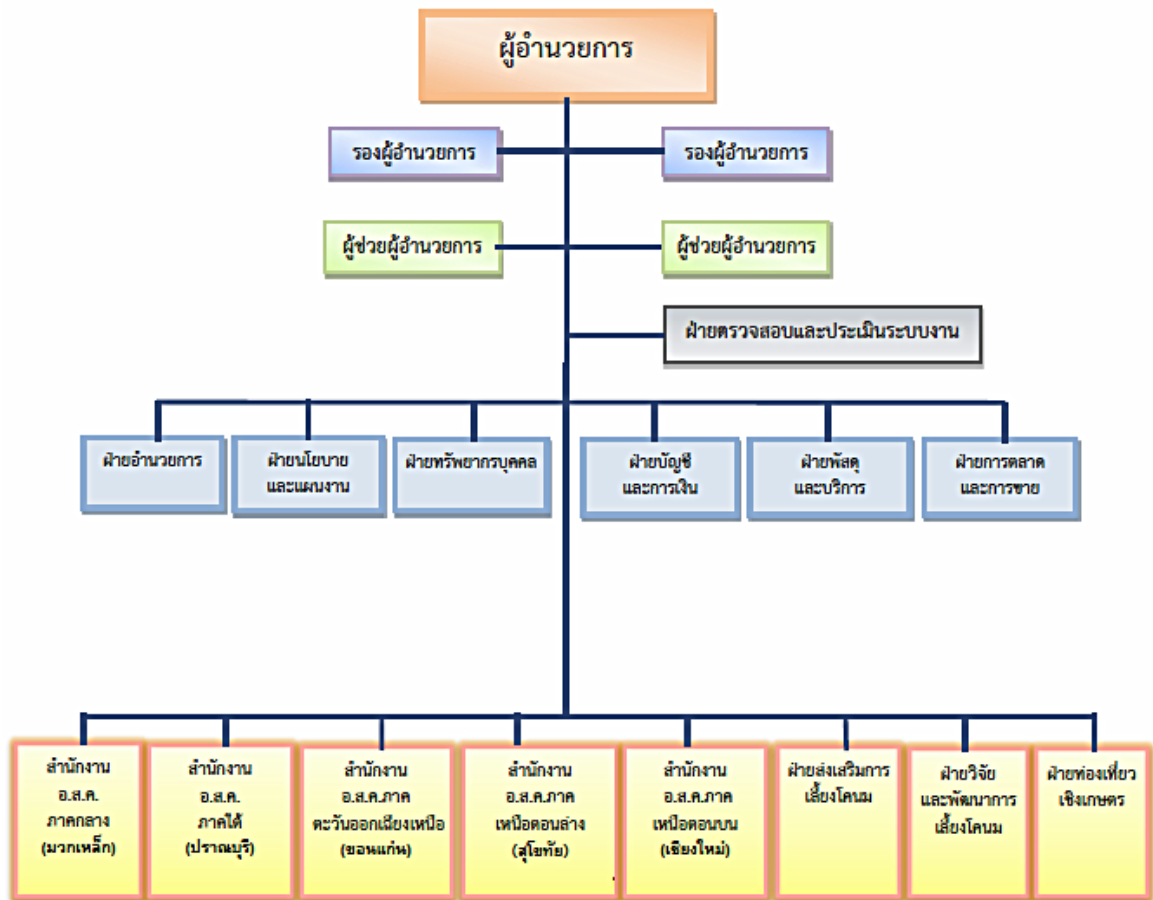 ผู้อำนวยการ
รองผู้อำนวยการ
รองผู้อำนวยการ
ผู้ช่วยผู้อำนวยการ
ผู้ช่วยผู้อำนวยการ
ฝ่ายตรวจสอบและประเมินระบบงาน
ฝ่ายอำนวยการ
ฝ่ายนโยบาย
และแผนงาน
ฝ่ายทรัพยากรบุคคล
ฝ่ายบัญชี
และการเงิน
ฝ่ายพัสดุ
และบริการ
ฝ่ายการตลาด
และการขาย
สำนักงาน
อ.ส.ค.
ภาคกลาง
(มวกเหล็ก)
สำนักงาน
อ.ส.ค.
ภาคใต้
(ปราณบุรี)
สำนักงาน
อ.ส.ค.ภาค
ตะวันออกเฉียงเหนือ
(ขอนแก่น)
สำนักงาน
อ.ส.ค.ภาค
เหนือตอนล่าง
(สุโขทัย)
สำนักงาน
อ.ส.ค.ภาค
เหนือตอนบน
(เชียงใหม่)
ฝ่ายส่งเสริมการ
เลี้ยงโคนม
ฝ่ายวิจัย
และพัฒนาการ
เลี้ยงโคนม
ฝ่ายท่องเที่ยว
เชิงเกษตร